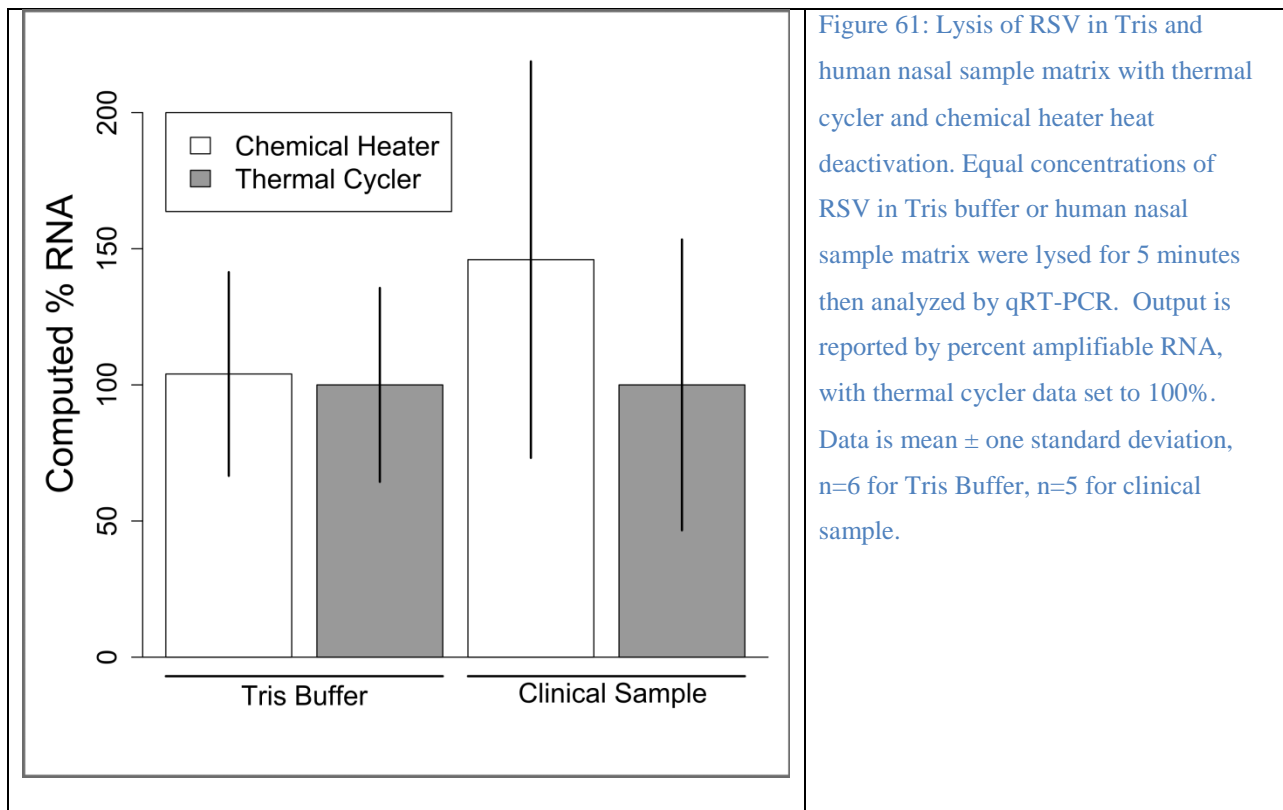 Computed % RNA
200
150
100
50
0
Chemical Heater
Thermal Cycler
Tris Buffer
Clinical Sample
Figure 61: Lysis of RSV in Tris and
human nasal sample matrix with thermal
cycler and chemical heater heat
deactivation. Equal concentrations of
RSV in Tris buffer or human nasal
sample matrix were lysed for 5 minutes
then analyzed by qRT-PCR.  Output is
reported by percent amplifiable RNA,
with thermal cycler data set to 100%.
Data is mean ± one standard deviation,
n=6 for Tris Buffer, n=5 for clinical
sample.